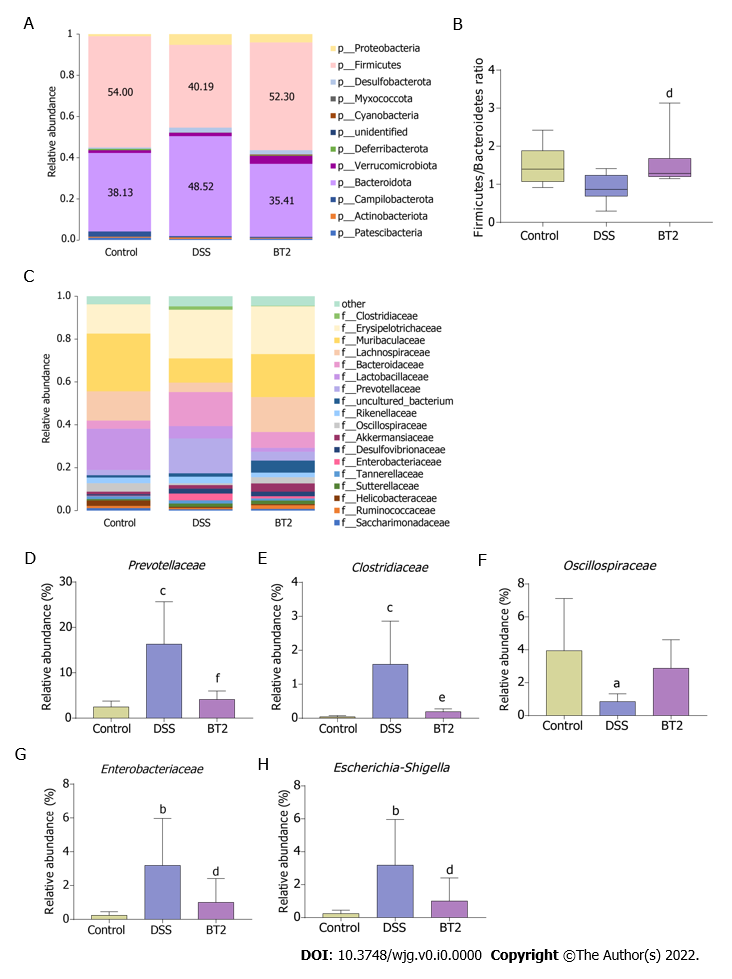 A
Relative abundance
1
0.8
0.6
0.4
0.2
0.0
54.00
40.19
52.30
38.13
48.52
35.41
Control
DSS
BT2
p__Proteobacteria
p__Firmicutes
p__Desulfobacterota
p__Myxococcota
p__Cyanobacteria
p__unidentified
p__Deferribacterota
p__Verrucomicrobiota
p__Bacteroidota
p__Campilobacterota
p__Actinobacteriota
p__Patescibacteria
B
Firmicutes/Bacteroidetes ratio
4
3
2
1
0
d
Control
DSS
BT2
C
Relative abundance
1.0
0.8
0.6
0.4
0.2
0.0
Control
DSS
BT2
other
f__Clostridiaceae
f__Erysipelotrichaceae
f__Muribaculaceae
f__Lachnospiraceae
f__Bacteroidaceae
f__Lactobacillaceae
f__Prevotellaceae
f__uncultured_bacterium
f__Rikenellaceae
f__Oscillospiraceae
f__Akkermansiaceae
f__Desulfovibrionaceae
f__Enterobacteriaceae
f__Tannerellaceae
f__Sutterellaceae
f__Helicobacteraceae
f__Ruminococcaceae
f__Saccharimonadaceae
D
Prevotellaceae
Relative abundance (%)
30
20
10
0
c
f
Control
DSS
BT2
E
Clostridiaceae
Relative abundance (%)
4
3
2
1
0
c
e
Control
DSS
BT2
F
Oscillospiraceae
Relative abundance (%)
8
6
4
2
0
a
Control
DSS
BT2
G
Enterobacteriaceae
Relative abundance (%)
8
6
4
2
0
b
d
Control
DSS
BT2
H
Escherichia-Shigella
Relative abundance (%)
8
6
4
2
0
b
d
Control
DSS
BT2
DOI: 10.3748/wjg.v0.i0.0000 Copyright ©The Author(s) 2022.